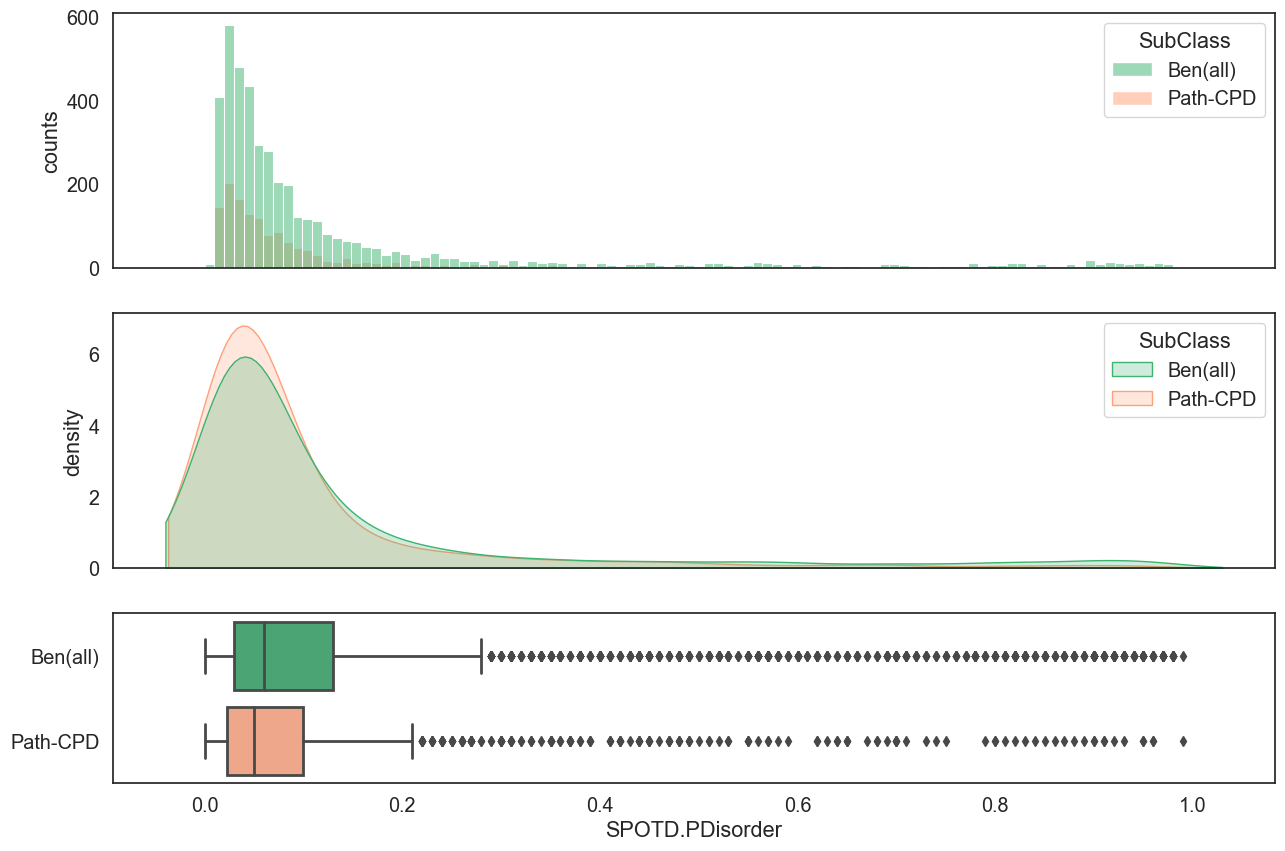 600
400
200
0
counts
SubClass
Ben(all)
Path-CPD
6
4
2
0
density
SubClass
Ben(all)
Path-CPD
Ben(all)
Path-CPD
0.0 0.2 0.4 0.6 0.8 1.0
SPOTD.PDisorder